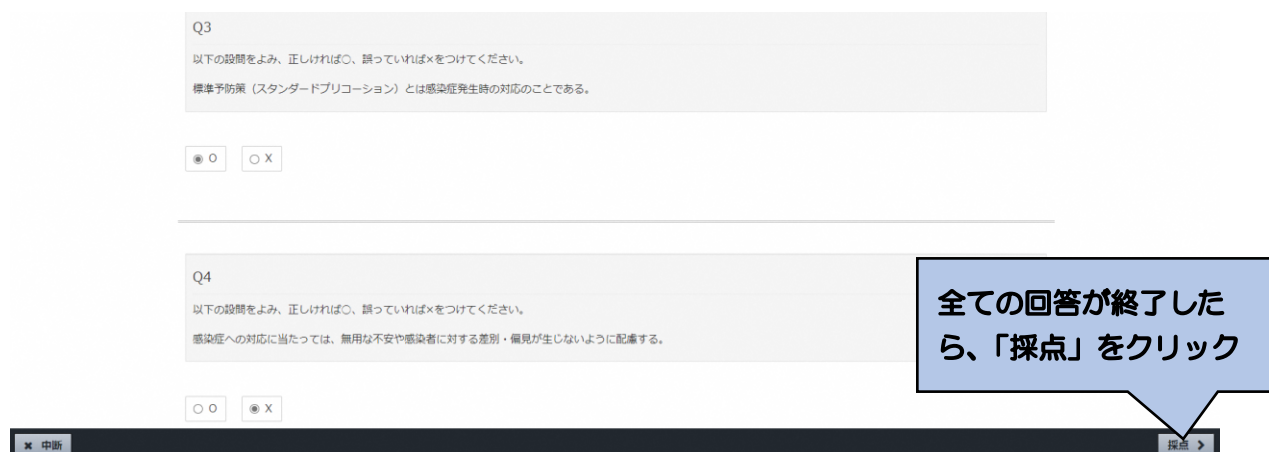 Q3
以下の設問をよみ、正しければ○、誤っていれば×をつけてください。
標準予防策（スタンダードプリコーション）とは感染症発生時の対応のことである。
O X
Q4
以下の設問をよみ、正しければ○、誤っていれば×をつけてください。
感染症への対応に当たっては、無用な不安や感染者に対する差別・偏見が生じないように配慮する。
全ての回答が終了した
ら、「採点」をクリック
O X
× 中断
採点 >